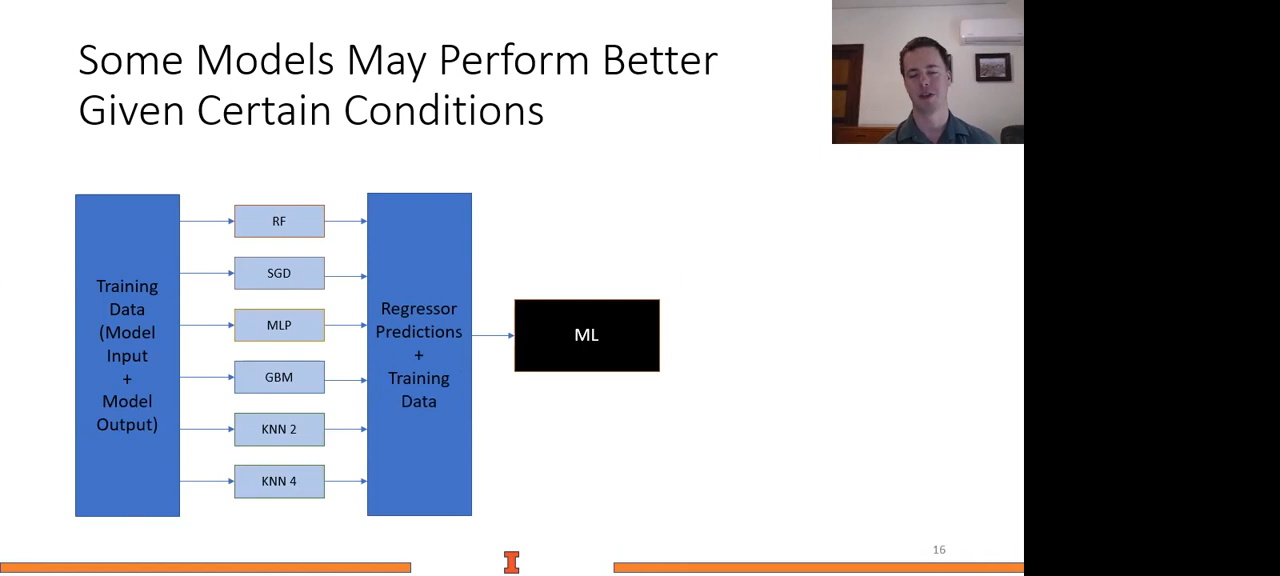 Some Models May Perform Better
Given Certain Conditions
Training
Data
(Model
Input
+
Model
Output)
RF
SGD
MLP
GBM
KNN 2
KNN 4
Regressor
Predictions
+
Training
Data
ML
16
I